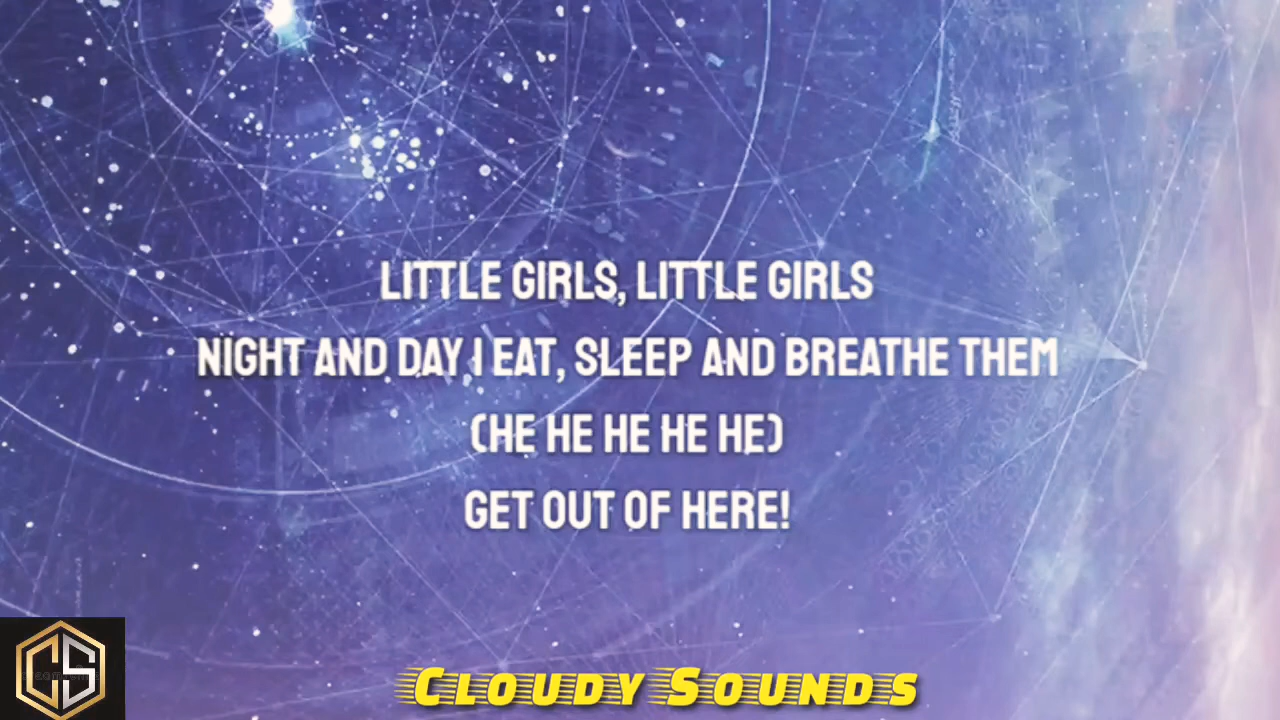 LITTLE GIRLS, LITTLE GIRLS
NIGHT AND DAY I EAT, SLEEP AND BREATHE THEM
(HE HE HE HE HE)
GET OUT OF HERE!
CS
CLOUDY SOUNDS